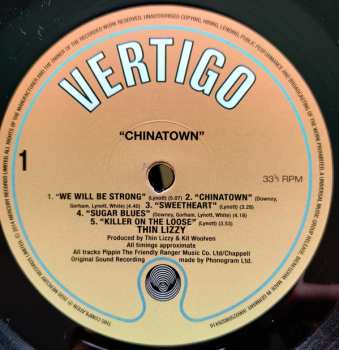 VERTIGO
"CHINATOWN"
1
33⅓ RPM
1. "WE WILL BE STRONG" (Lynott) (5.07) 2. "CHINATOWN" (Downey,
Gorham, Lynott, White) (4.40) 3. "SWEETHEART" (Lynott) (3.26)
4. "SUGAR BLUES" (Downey, Gorham, Lynott, White) (4.18)
5. "KILLER ON THE LOOSE" (Lynott) (3.53)
THIN LIZZY
Produced by Thin Lizzy & Kit Woolven
All timings approximate
All tracks Pippin The Friendly Ranger Music Co. Ltd/Chappell
Original Sound Recording made by Phonogram Ltd.